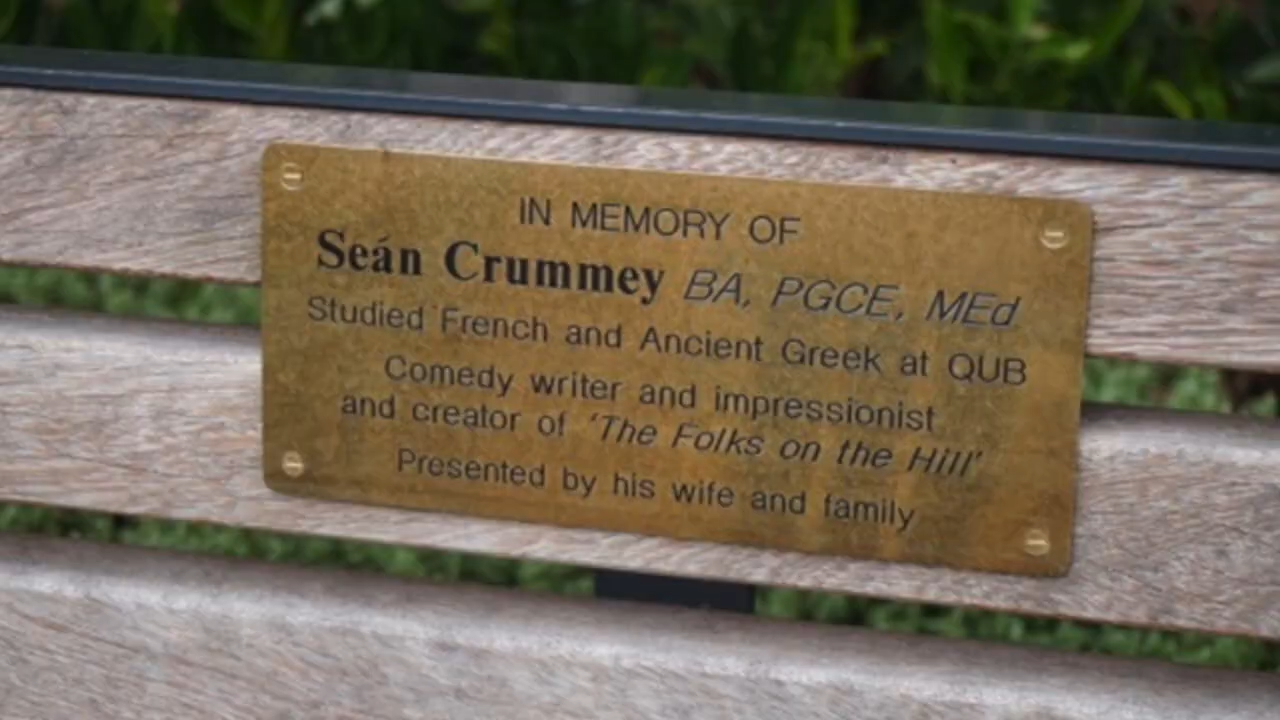 IN MEMORY OF
Seán Crummey BA, PGCE, MEd
Studied French and Ancient Greek at QUB
Comedy writer and impressionist
and creator of ‘The Folks on the Hill’
Presented by his wife and family